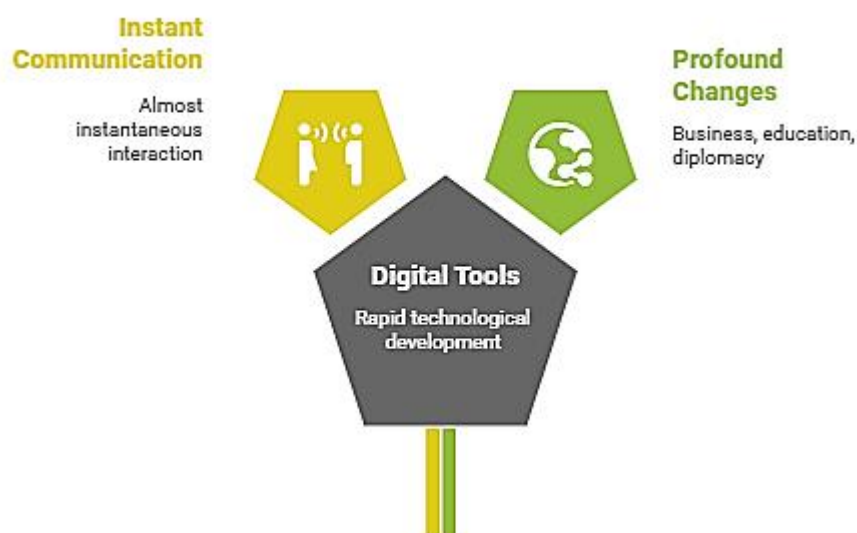 Instant
Communication
Almost
instantaneous
interaction
Profound
Changes
Business, education,
diplomacy
Digital Tools
Rapid technological
development